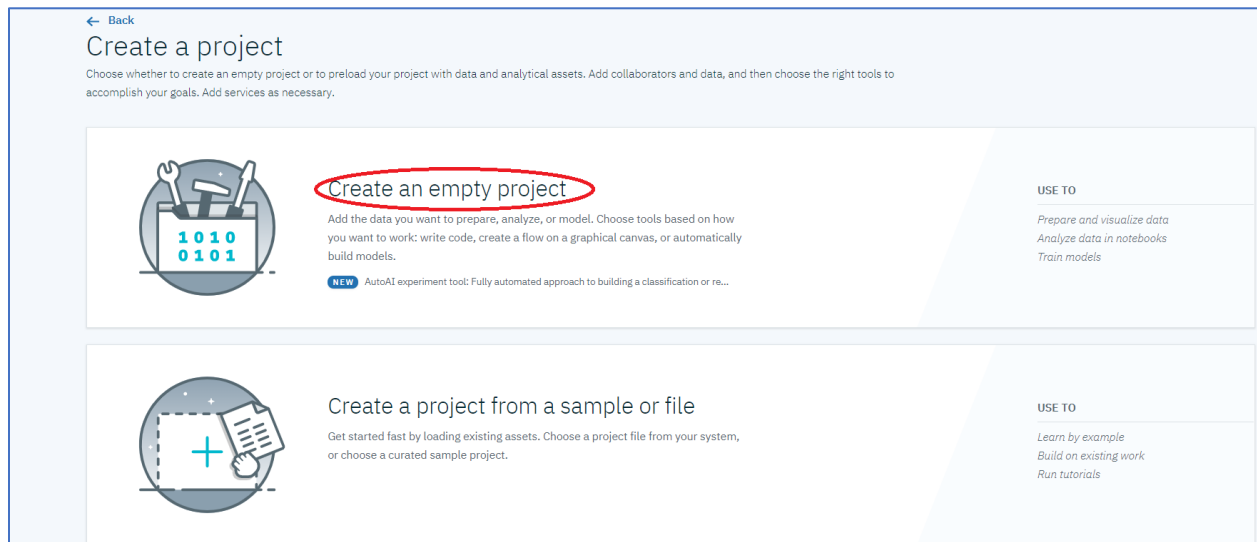 ← Back
Create a project
Choose whether to create an empty project or to preload your project with data and analytical assets. Add collaborators and data, and then choose the right tools to
accomplish your goals. Add services as necessary.
1010
0101
Create an empty project
Add the data you want to prepare, analyze, or model. Choose tools based on how
you want to work: write code, create a flow on a graphical canvas, or automatically
build models.
NEW AutoAI experiment tool: Fully automated approach to building a classification or re...
USE TO
Prepare and visualize data
Analyze data in notebooks
Train models
Create a project from a sample or file
Get started fast by loading existing assets. Choose a project file from your system,
or choose a curated sample project.
USE TO
Learn by example
Build on existing work
Run tutorials